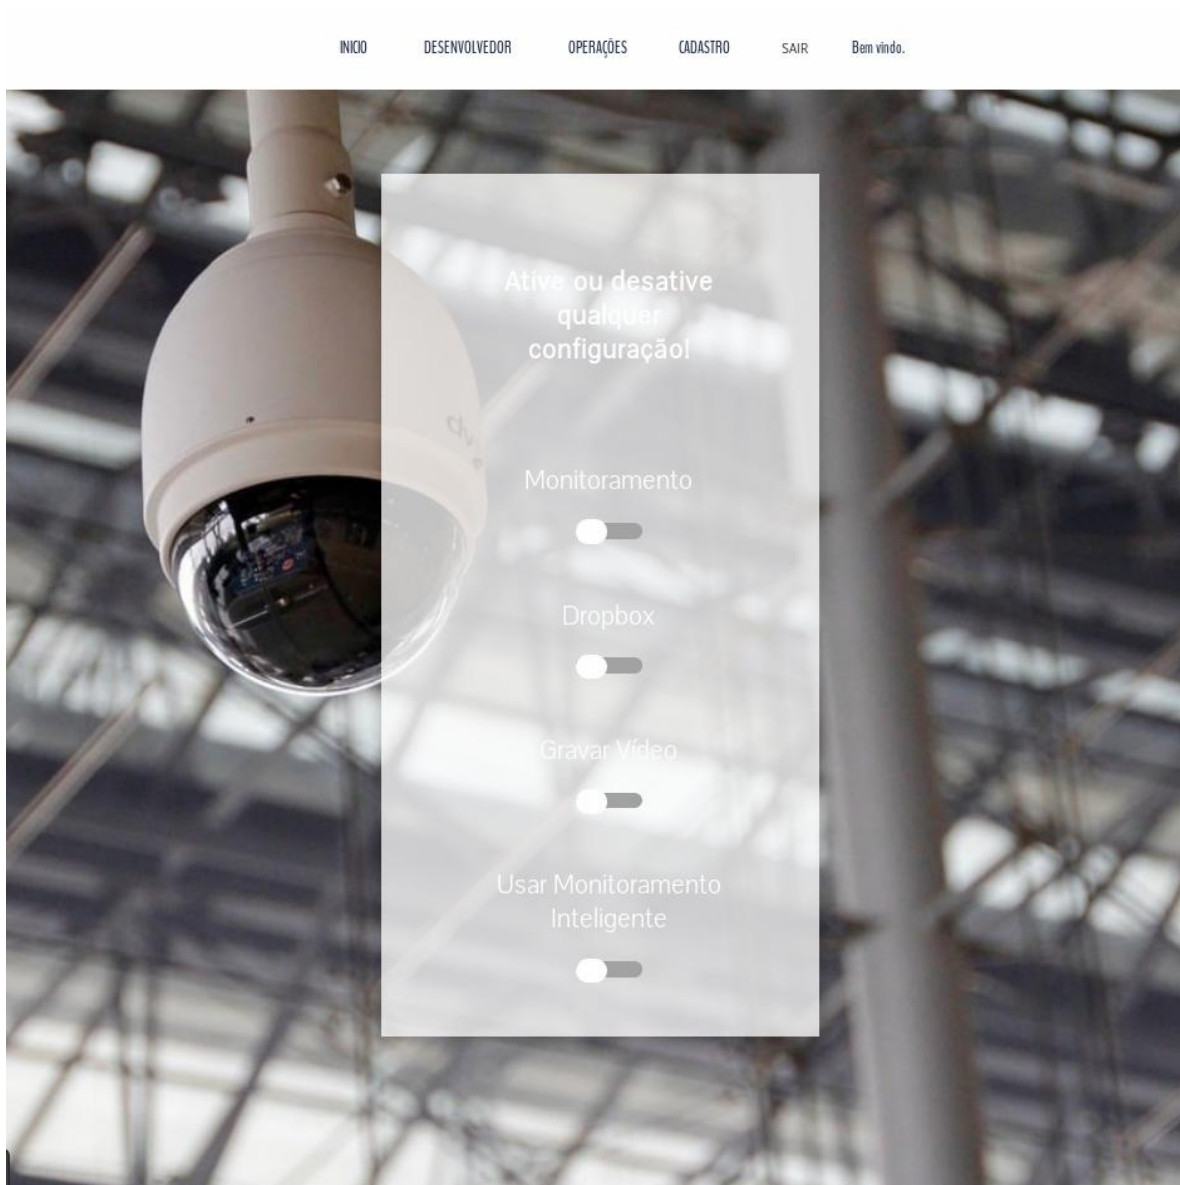 INICIO DESENVOLVEDOR OPERAÇÕES CADASTRO SAIR Bem vindo.
Ative ou desative
qualquer
configuração!
Monitoramento
Dropbox
Gravar Vídeo
Usar Monitoramento
Inteligente